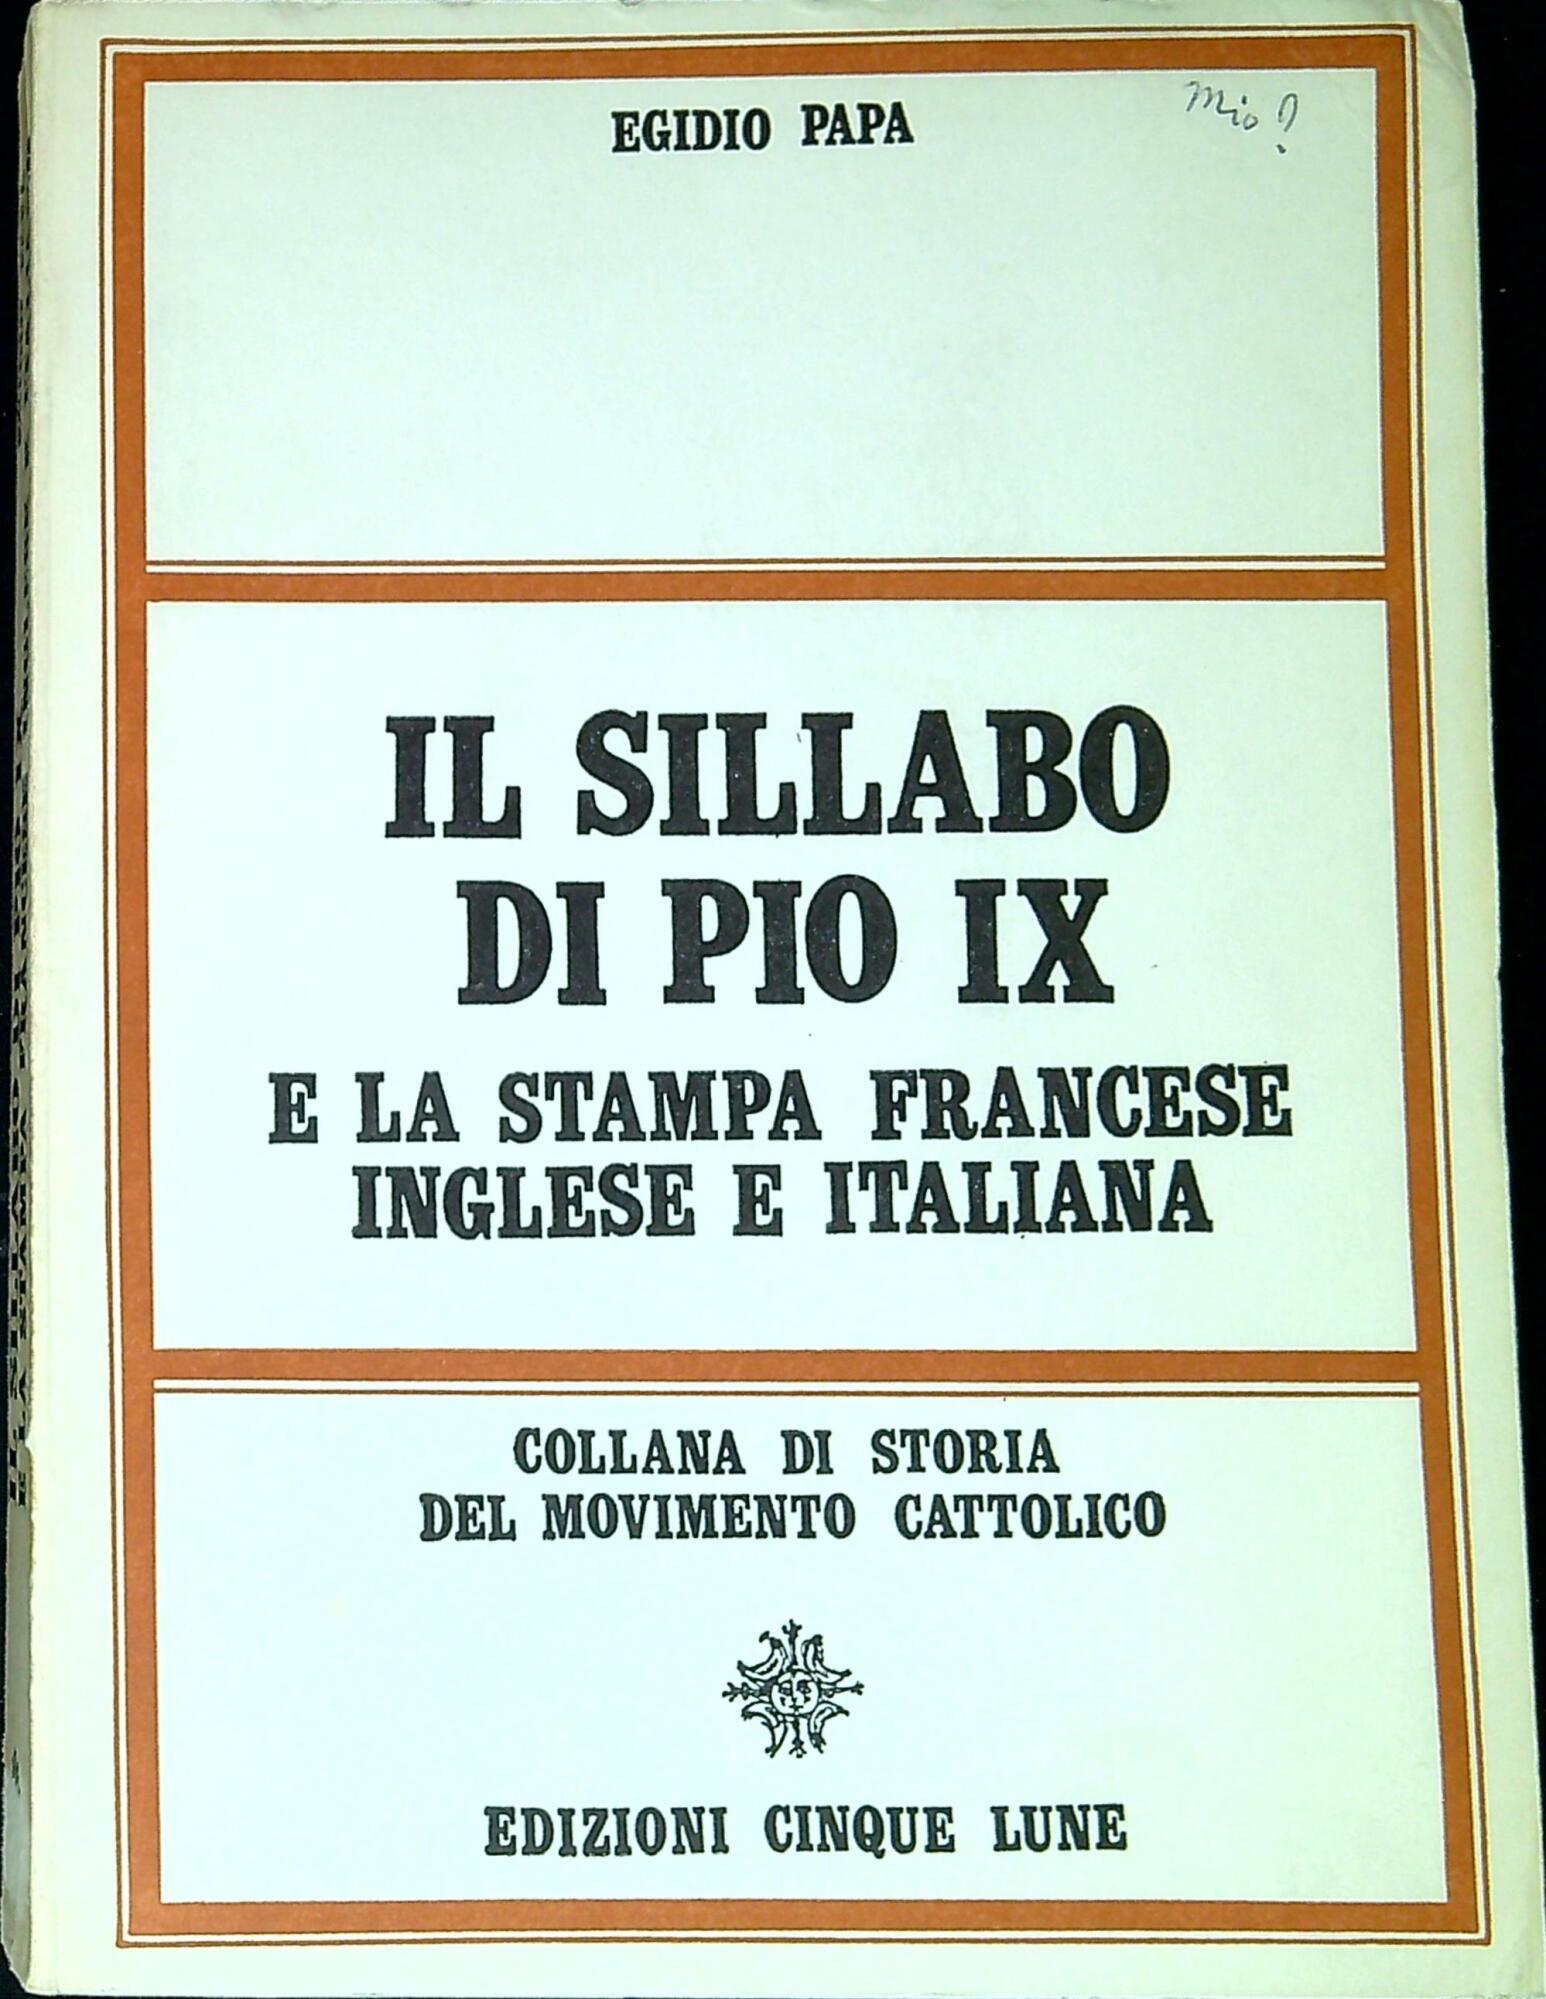 EGIDIO PAPA
Mio!
IL SILLABO
DI PIO IX
E LA STAMPA FRANCESE
INGLESE E ITALIANA
COLLANA DI STORIA
DEL MOVIMENTO CATTOLICO
EDIZIONI CINQUE LUNE